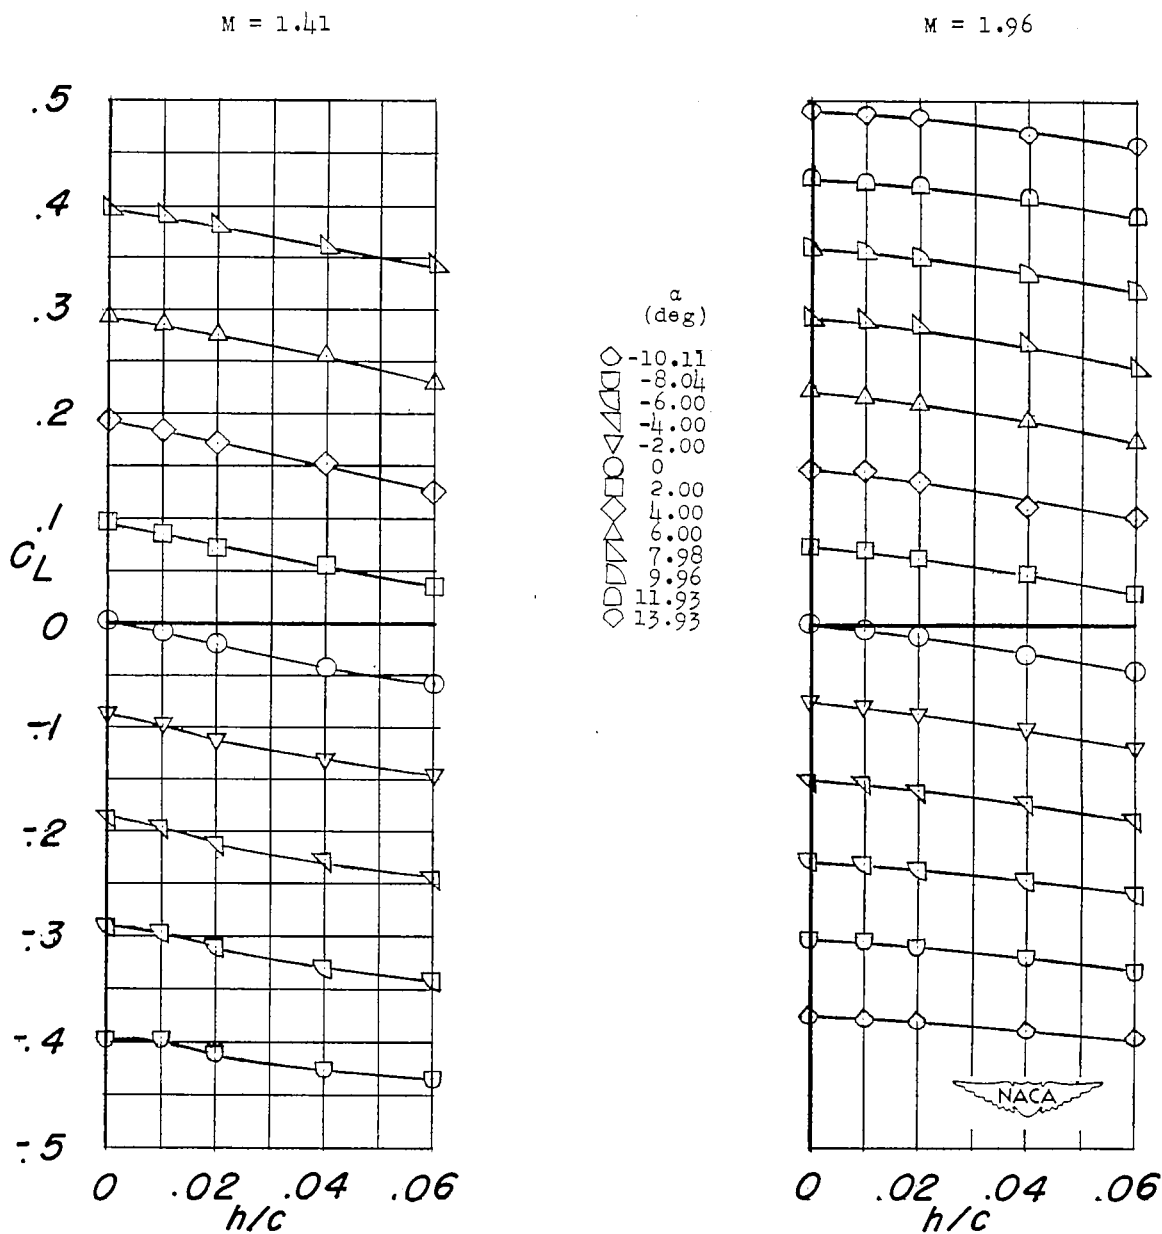 M = 1.41
M = 1.96
.5
.4
.3
.2
.1
C_L
0
-.1
-.2
-.3
-.4
-.5
0 .02 .04 .06
h/c
α
(deg)
-10.11
-8.04
-6.00
-4.00
-2.00
0
2.00
4.00
6.00
7.98
9.96
11.93
13.93
NACA
0 .02 .04 .06
h/c